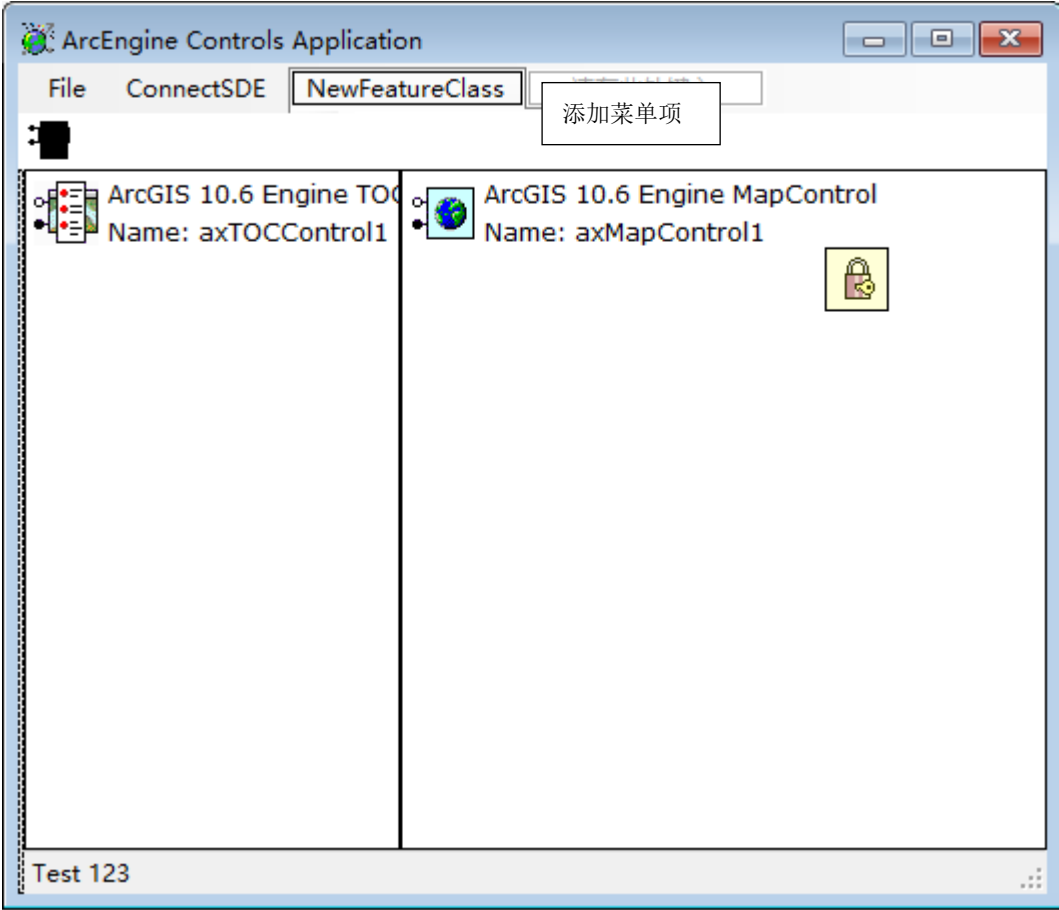 ArcEngine Controls Application
File ConnectSDE NewFeatureClass
添加菜单项
ArcGIS 10.6 Engine TOC
Name: axTOCControl1
ArcGIS 10.6 Engine MapControl
Name: axMapControl1
Test 123